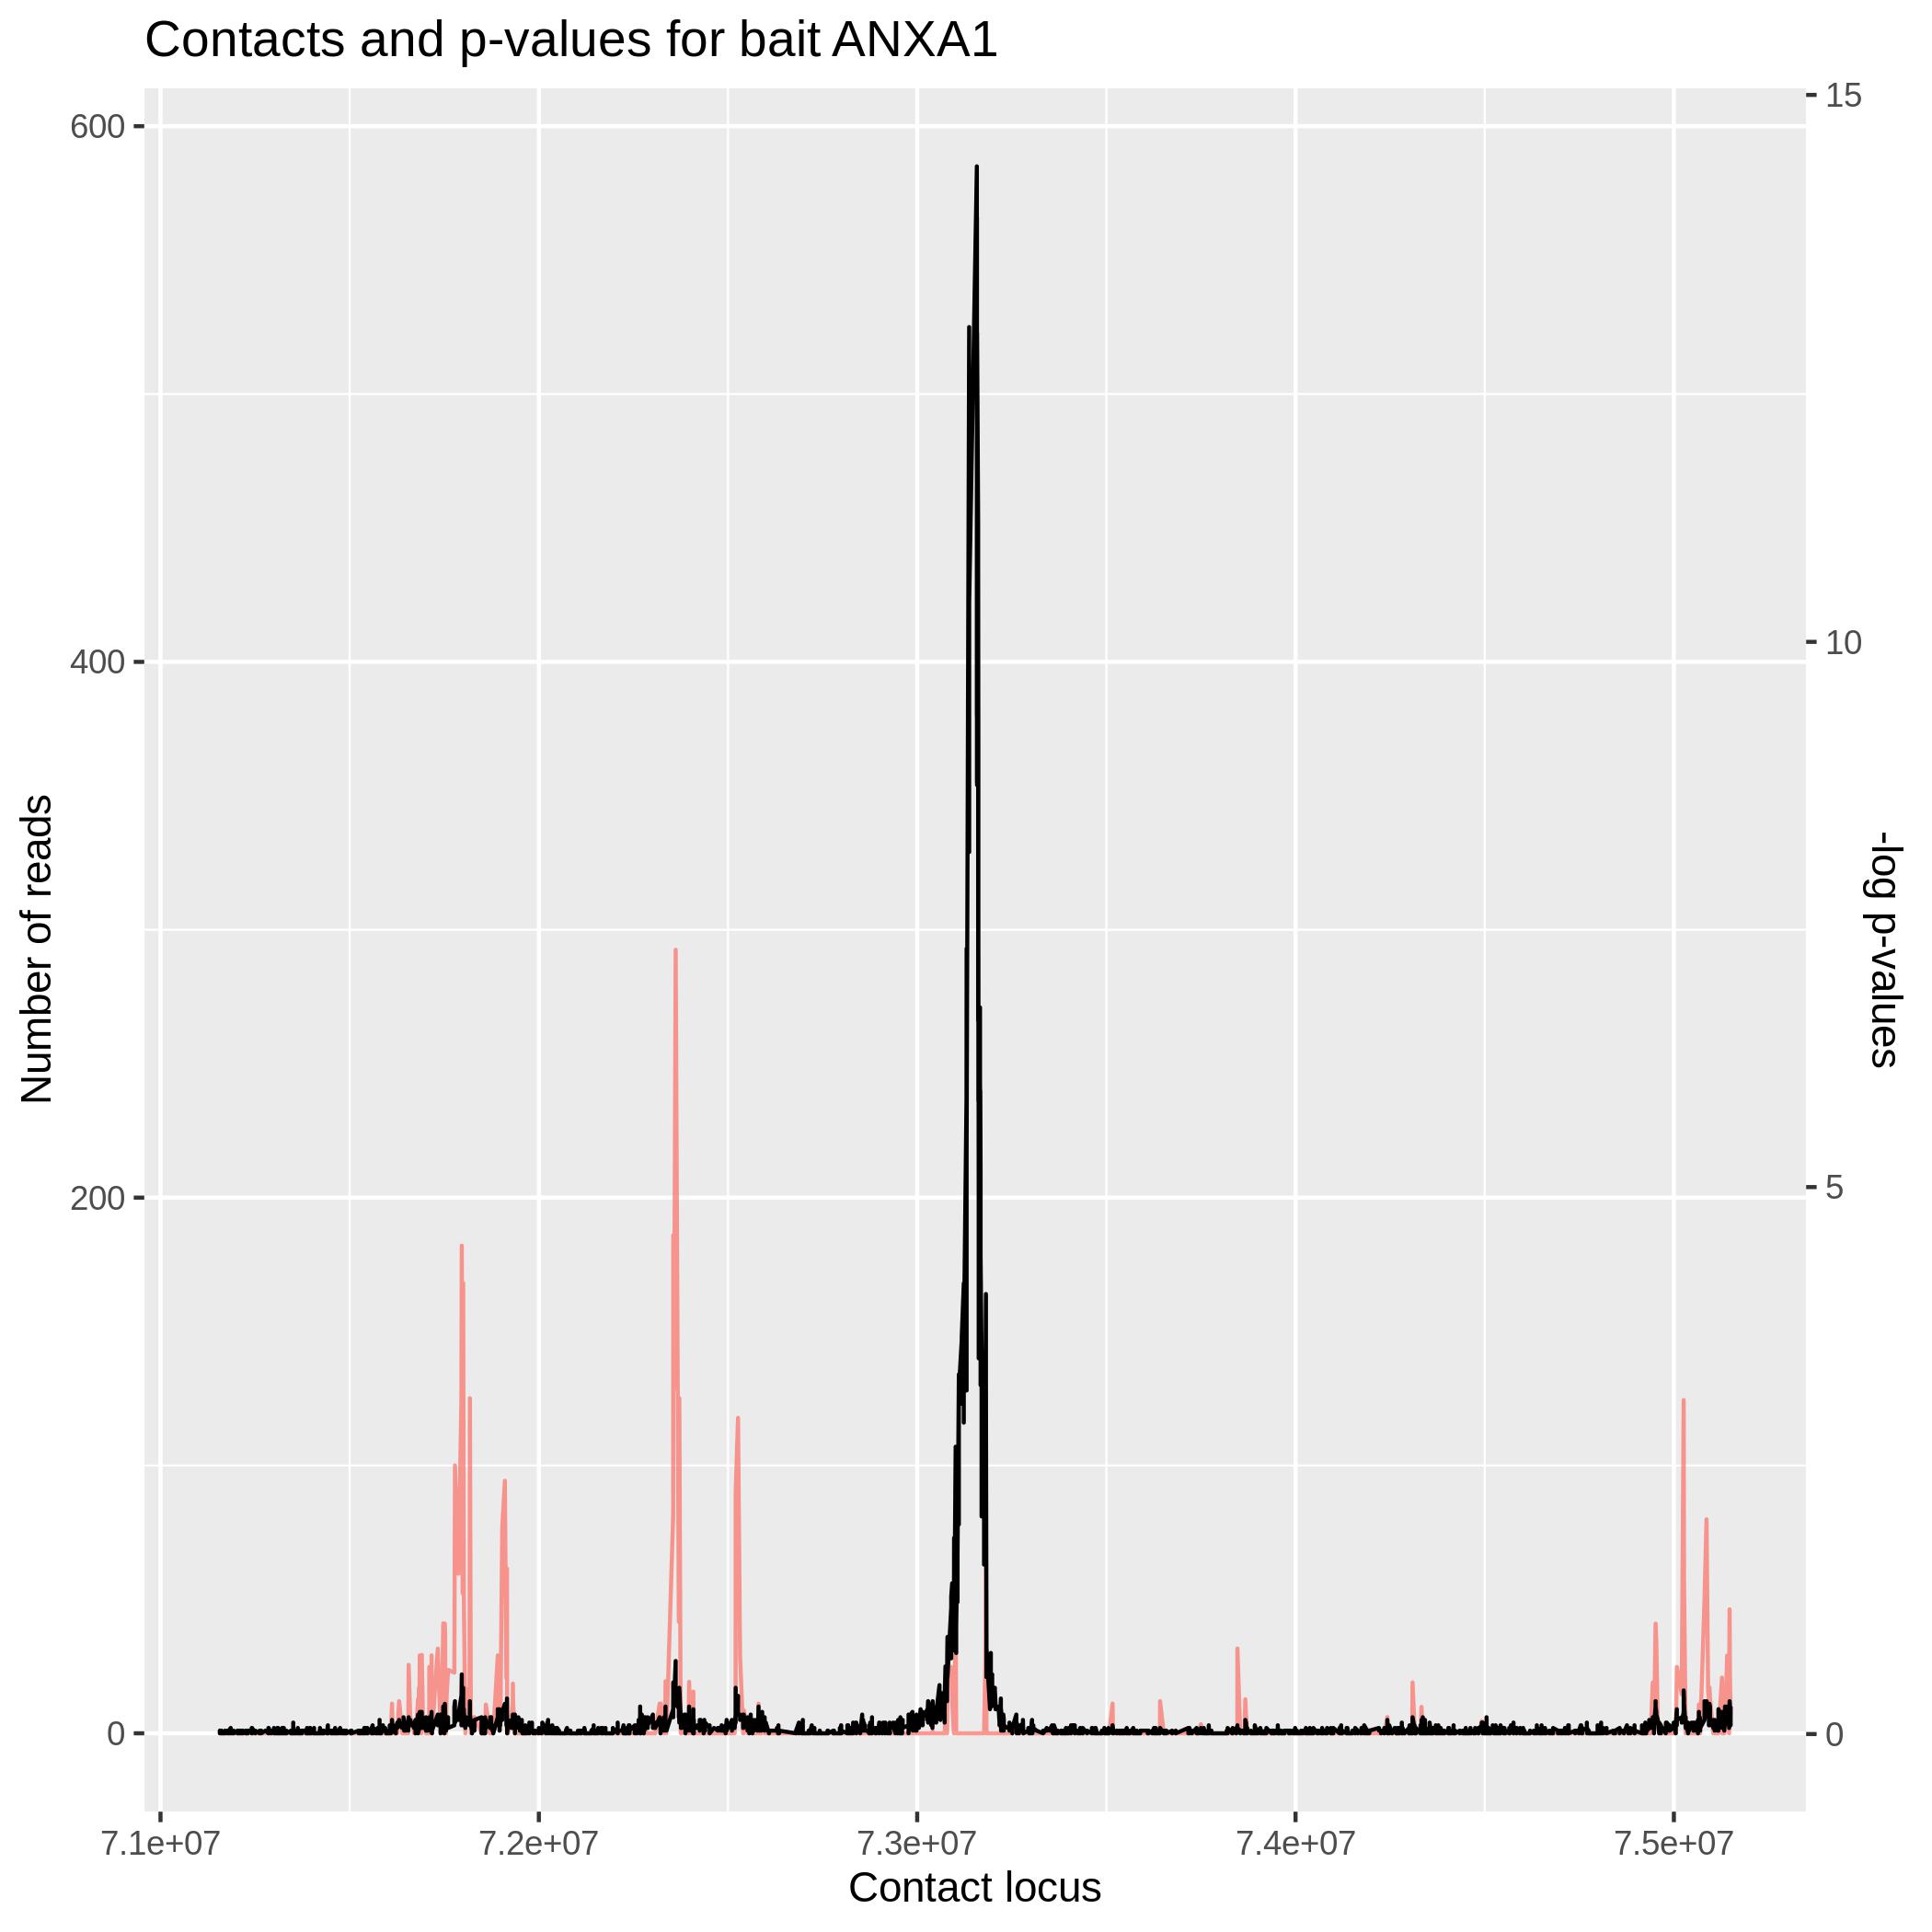 Contacts and p-values for bait ANXA1
600
400
200
0
Number of reads
15
10
5
0
-log p-values
7.1e+07 7.2e+07 7.3e+07 7.4e+07 7.5e+07
Contact locus